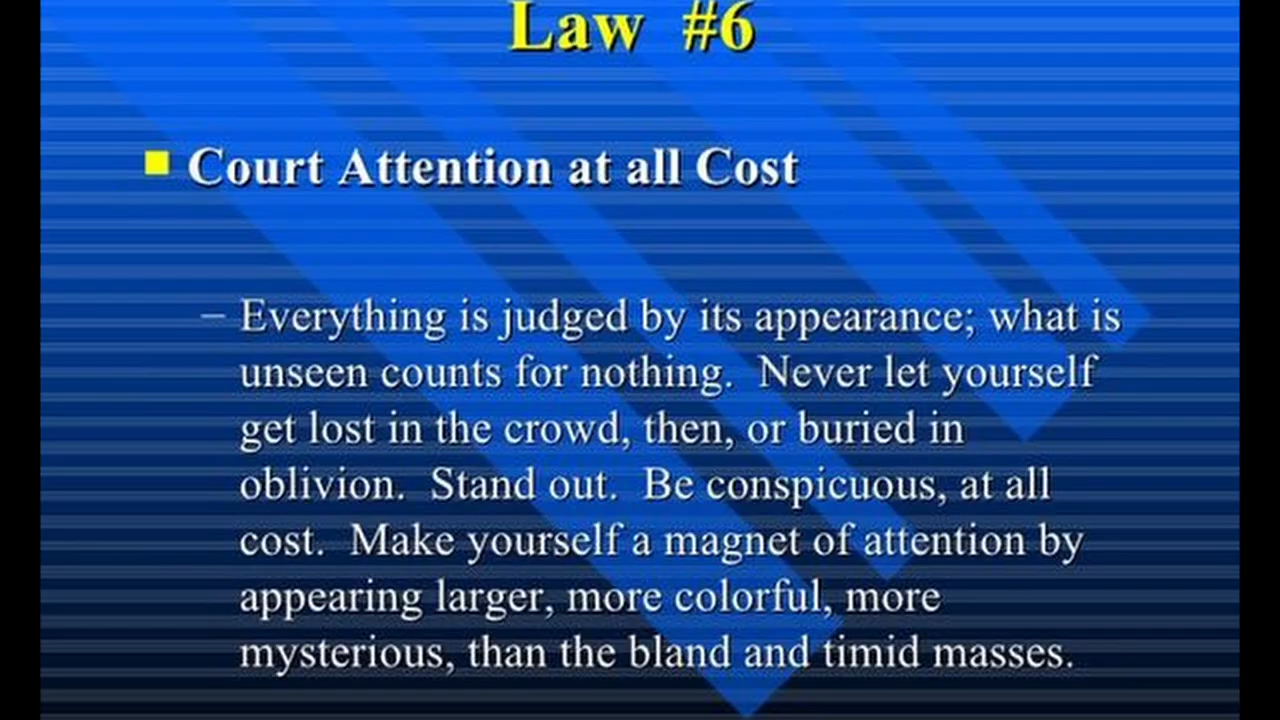 Law #6
Court Attention at all Cost
– Everything is judged by its appearance; what is
unseen counts for nothing. Never let yourself
get lost in the crowd, then, or buried in
oblivion. Stand out. Be conspicuous, at all
cost. Make yourself a magnet of attention by
appearing larger, more colorful, more
mysterious, than the bland and timid masses.